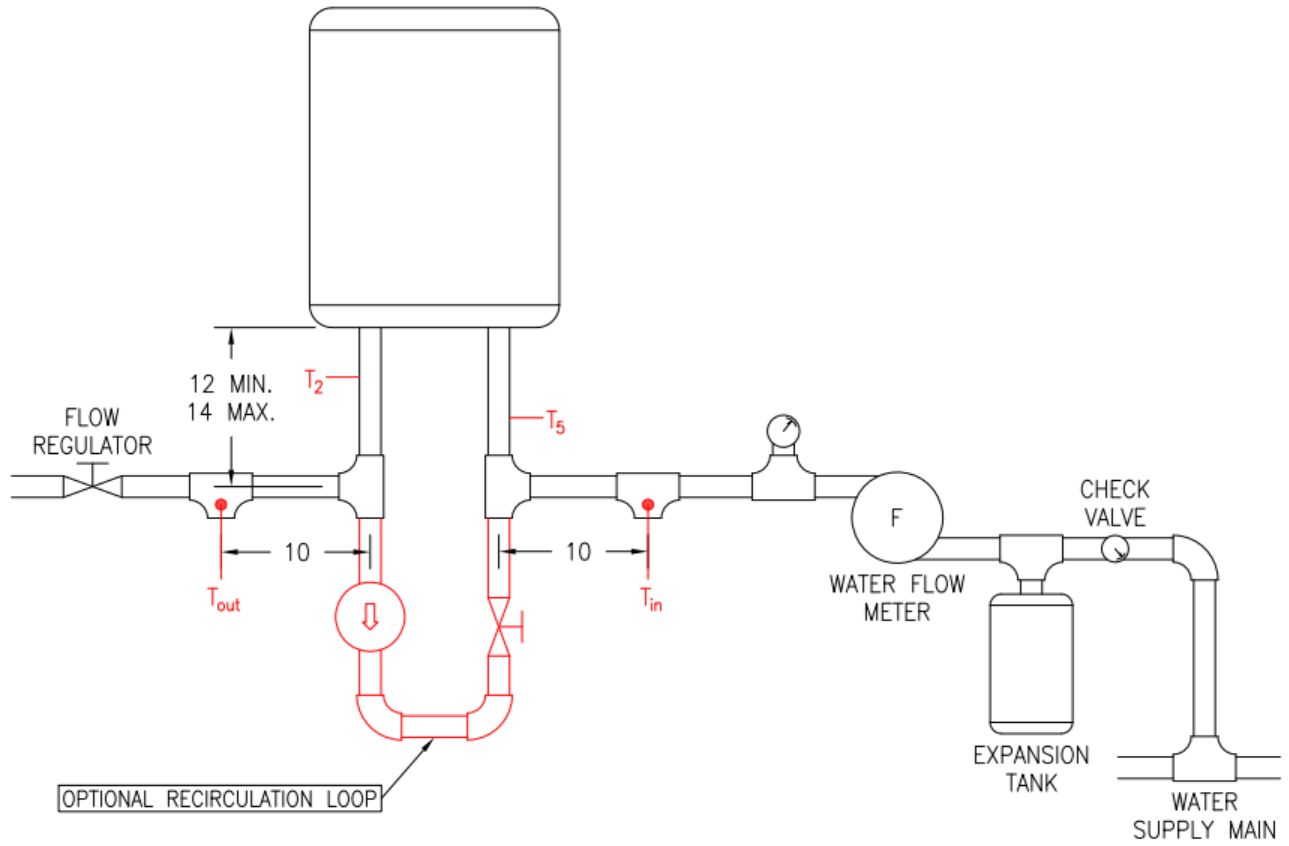 12 MIN.
14 MAX.
T2
T5
FLOW
REGULATOR
CHECK
VALVE
F
10
10
Tout
Tin
WATER FLOW
METER
EXPANSION
TANK
OPTIONAL RECIRCULATION LOOP
WATER
SUPPLY MAIN